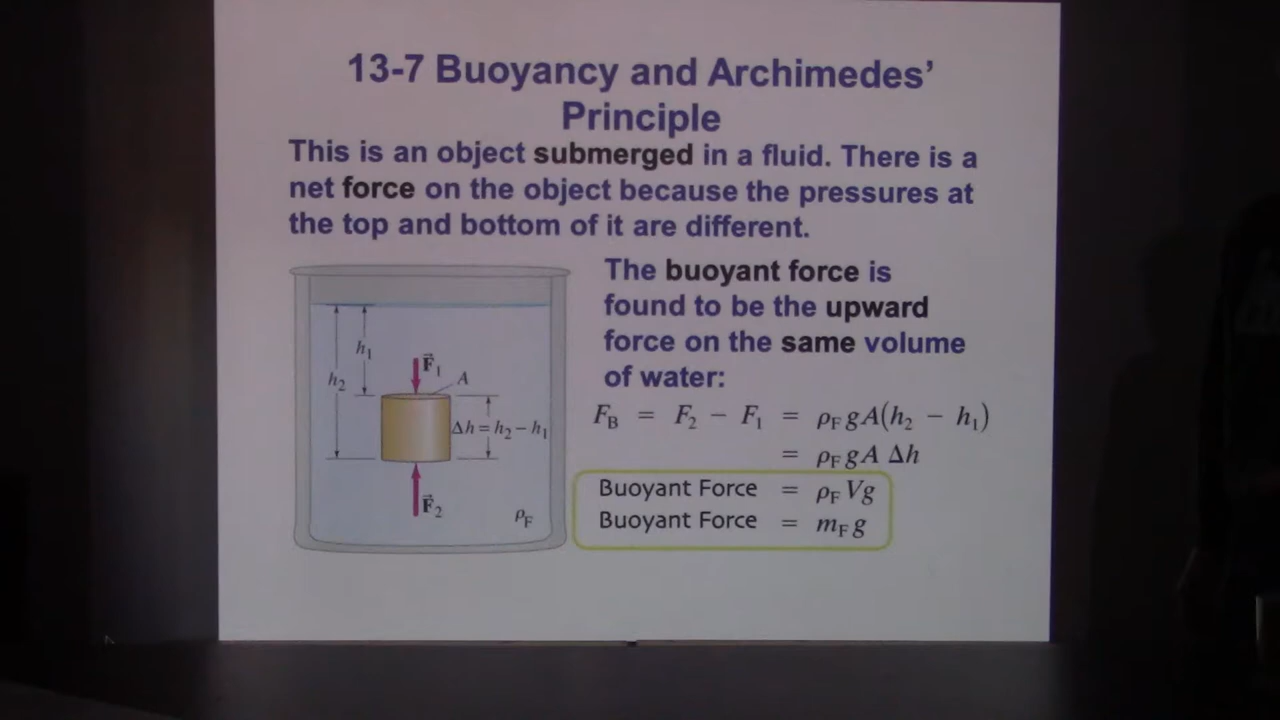 13-7 Buoyancy and Archimedes’
Principle
This is an object submerged in a fluid. There is a
net force on the object because the pressures at
the top and bottom of it are different.
The buoyant force is
found to be the upward
force on the same volume
of water:
h₁
h₂
F⃗₁
A
Δh = h₂ − h₁
F⃗₂
ρF
FB = F₂ − F₁ = ρF gA(h₂ − h₁)
= ρF gA Δh
Buoyant Force = ρF Vg
Buoyant Force = mF g